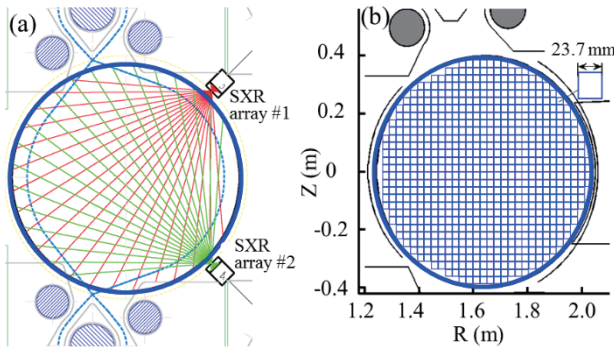 (a)
SXR
array #1
SXR
array #2
(b)
23.7 mm
Z (m)
0.4
0.2
0
-0.2
-0.4
1.2 1.4 1.6 1.8 2.0
R (m)